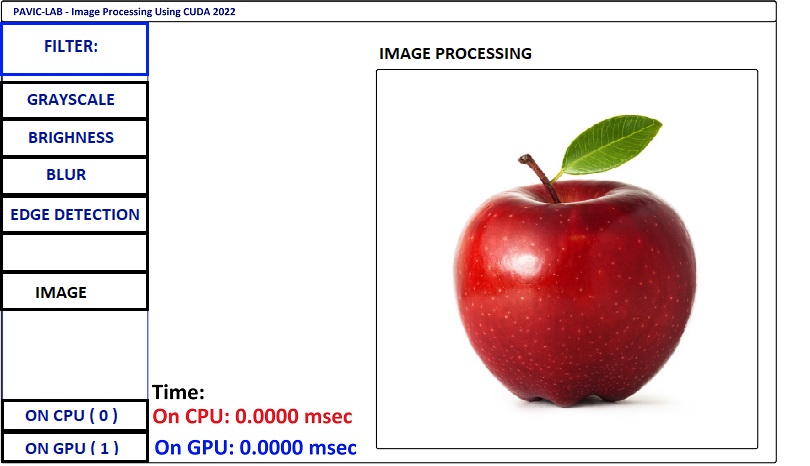 PAVIC-LAB - Image Processing Using CUDA 2022
FILTER:
IMAGE PROCESSING
GRAYSCALE
BRIGHNESS
BLUR
EDGE DETECTION
IMAGE
Time:
ON CPU ( 0 )
On CPU: 0.0000 msec
ON GPU ( 1 )
On GPU: 0.0000 msec